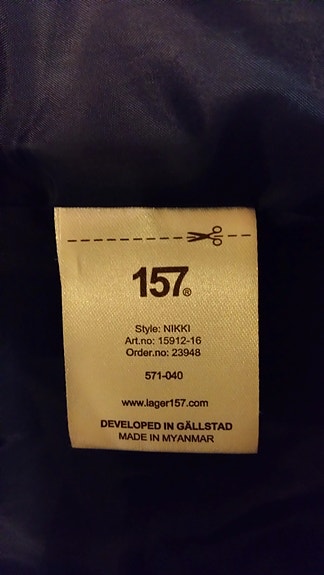 157®
Style: NIKKI
Art.no: 15912-16
Order.no: 23948
571-040
www.lager157.com
DEVELOPED IN GÄLLSTAD
MADE IN MYANMAR